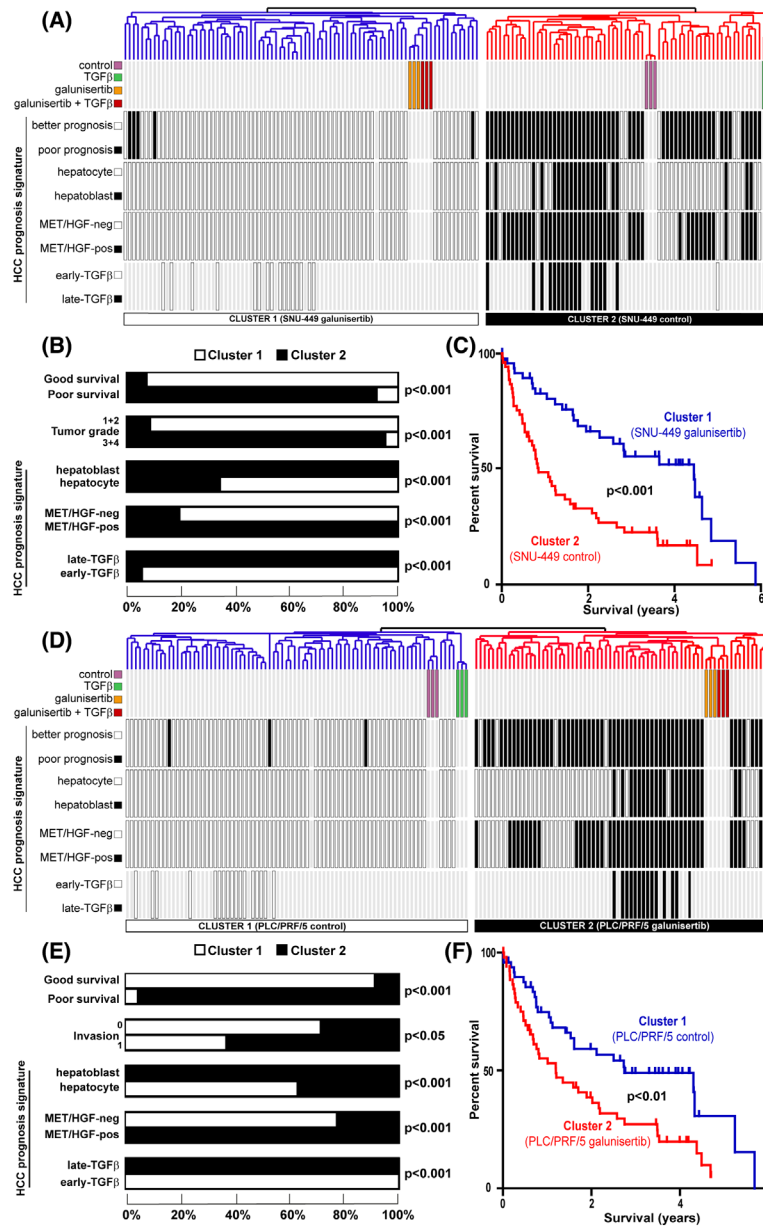 (A)
control
TGFβ
galunisertib
galunisertib + TGFβ
HCC prognosis signature
better prognosis
poor prognosis
hepatocyte
hepatoblast
MET/HGF-neg
MET/HGF-pos
early-TGFβ
late-TGFβ
CLUSTER 1 (SNU-449 galunisertib)
CLUSTER 2 (SNU-449 control)
(B)
Cluster 1
Cluster 2
Good survival
Poor survival
p<0.001
1+2
Tumor grade
3+4
p<0.001
HCC prognosis signature
hepatoblast
hepatocyte
p<0.001
MET/HGF-neg
MET/HGF-pos
p<0.001
late-TGFβ
early-TGFβ
p<0.001
0% 20% 40% 60% 80% 100%
(C)
Percent survival
100
50
0
Cluster 1
(SNU-449 galunisertib)
p<0.001
Cluster 2
(SNU-449 control)
0 2 4 6
Survival (years)
(D)
control
TGFβ
galunisertib
galunisertib + TGFβ
HCC prognosis signature
better prognosis
poor prognosis
hepatocyte
hepatoblast
MET/HGF-neg
MET/HGF-pos
early-TGFβ
late-TGFβ
CLUSTER 1 (PLC/PRF/5 control)
CLUSTER 2 (PLC/PRF/5 galunisertib)
(E)
Cluster 1
Cluster 2
Good survival
Poor survival
p<0.001
0
Invasion
1
p<0.05
HCC prognosis signature
hepatoblast
hepatocyte
p<0.001
MET/HGF-neg
MET/HGF-pos
p<0.001
late-TGFβ
early-TGFβ
p<0.001
0% 20% 40% 60% 80% 100%
(F)
Percent survival
100
50
0
Cluster 1
(PLC/PRF/5 control)
p<0.01
Cluster 2
(PLC/PRF/5 galunisertib)
0 2 4
Survival (years)